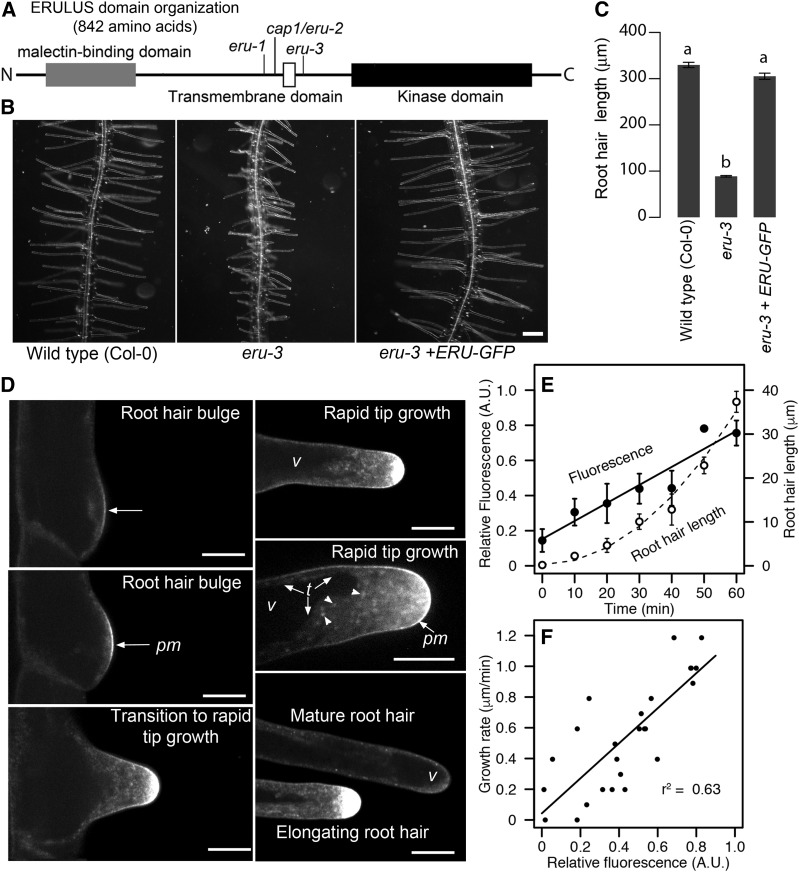 A
ERULUS domain organization
(842 amino acids)
malectin-binding domain
eru-1
cap1/eru-2
eru-3
N
C
Transmembrane domain
Kinase domain
B
Wild type (Col-0)
eru-3
eru-3 +ERU-GFP
C
Root hair
length (μm)
300
200
100
0
a
b
a
Wild type (Col-0)
eru-3
eru-3 + ERU-GFP
D
Root hair bulge
Root hair bulge
pm
Transition to rapid
tip growth
Rapid tip growth
v
Rapid tip growth
t
v
pm
Mature root hair
v
Elongating root hair
E
Relative Fluorescence (A.U.)
1.0
0.8
0.6
0.4
0.2
0
Fluorescence
Root hair length
40
30
20
10
0
Root hair
length (μm)
0 10 20 30 40 50 60
Time (min)
F
Growth rate (μm/min)
1.2
1.0
0.8
0.6
0.4
0.2
0
r² = 0.63
0 0.2 0.4 0.6 0.8 1.0
Relative fluorescence (A.U.)